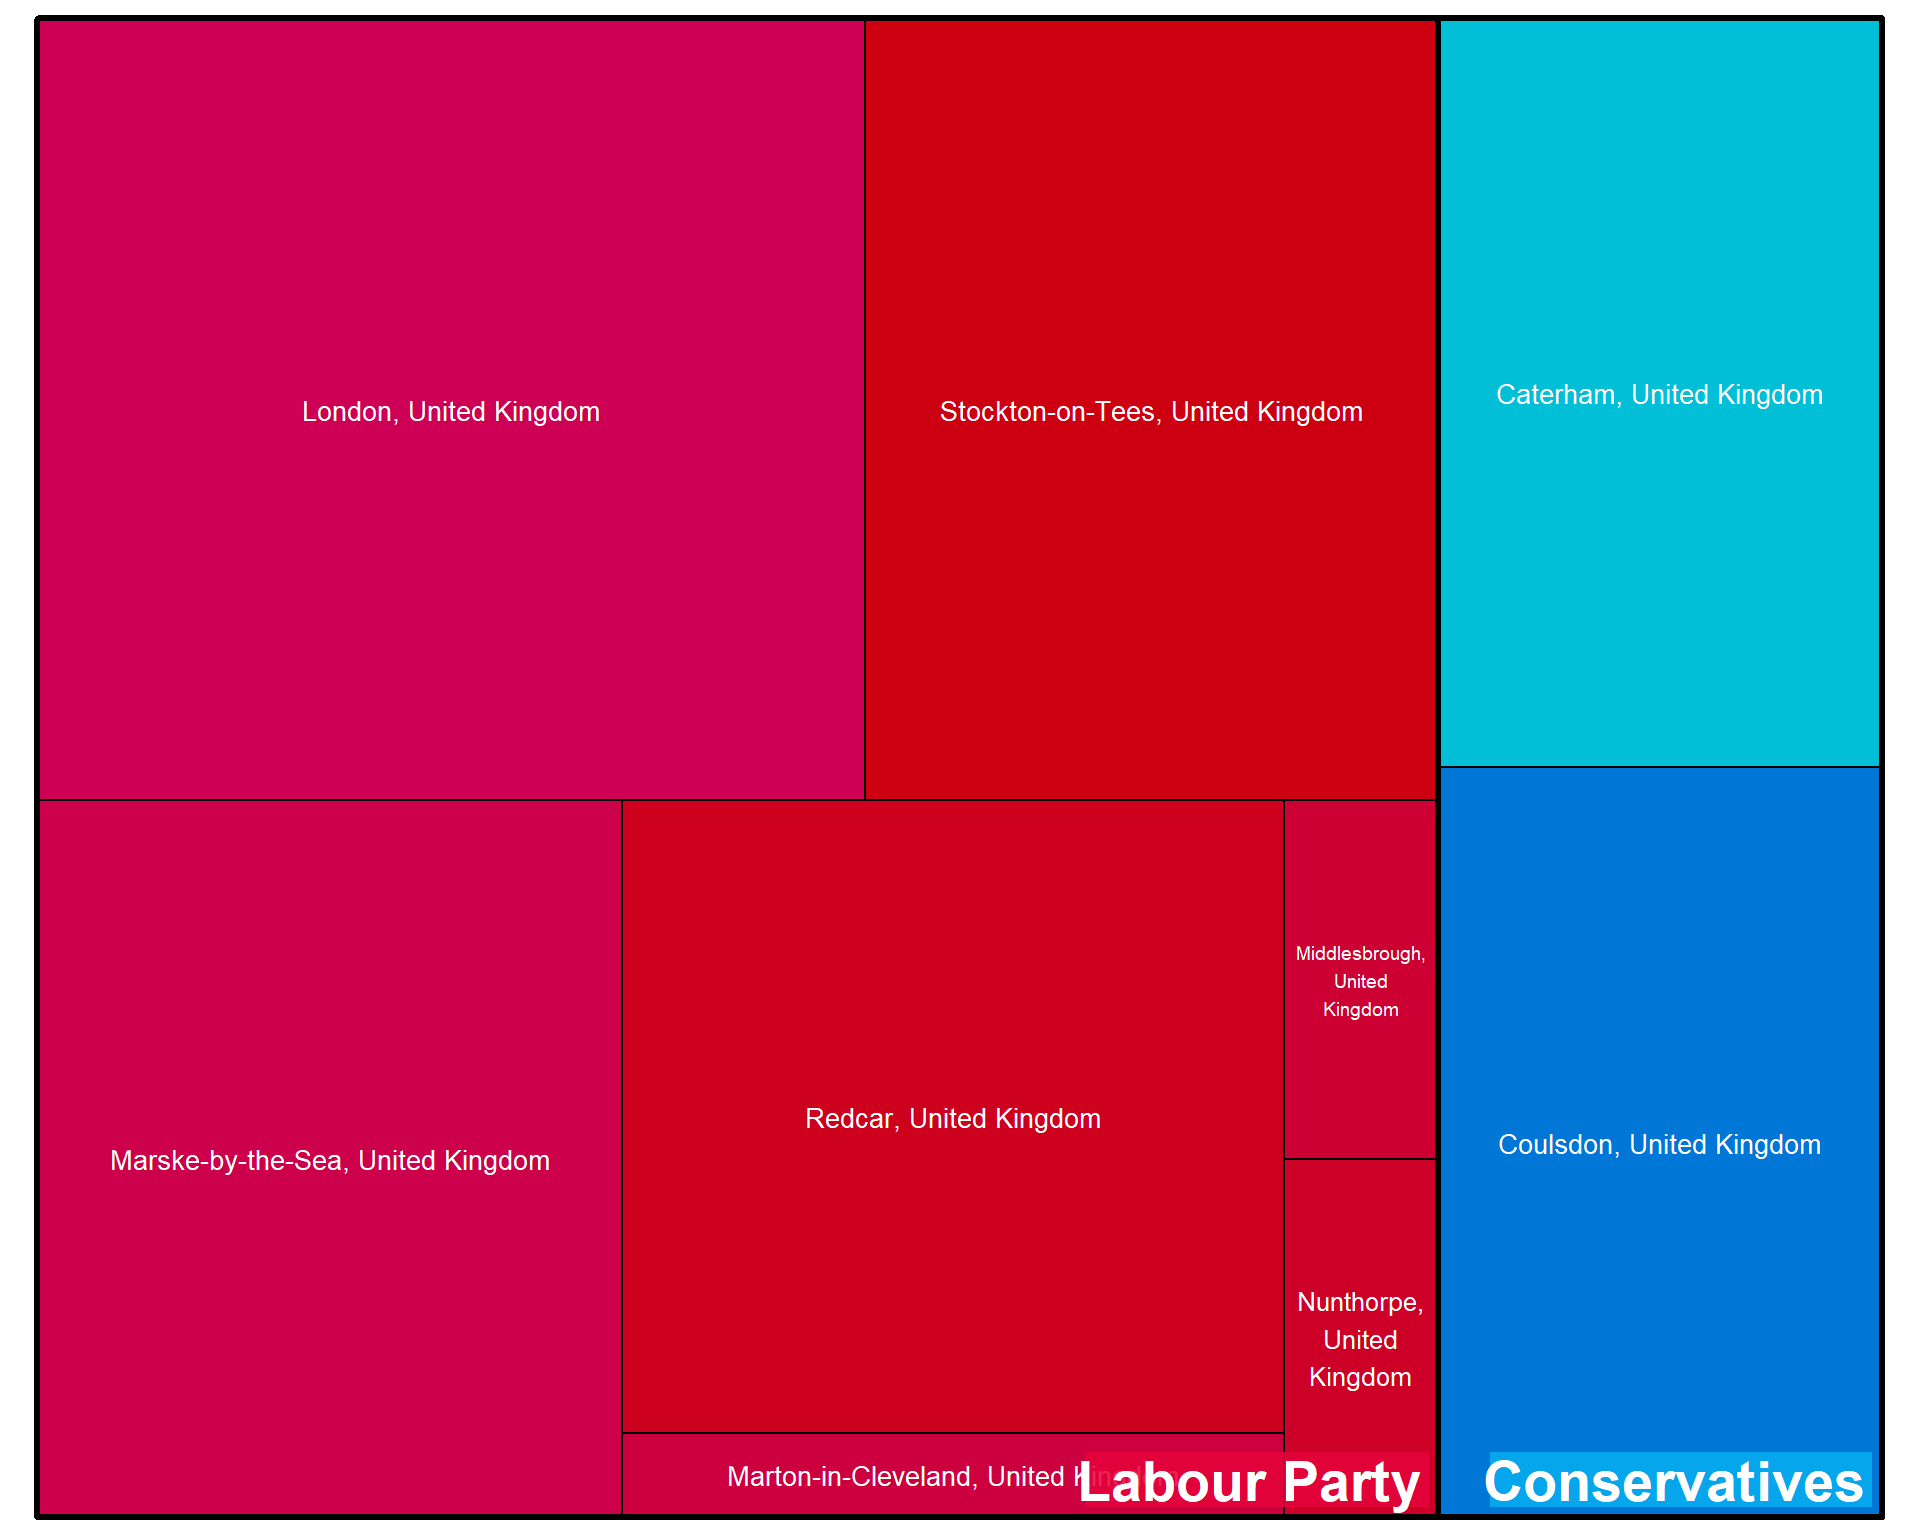 London, United Kingdom
Stockton-on-Tees, United Kingdom
Caterham, United Kingdom
Marske-by-the-Sea, United Kingdom
Redcar, United Kingdom
Middlesbrough,
United
Kingdom
Nunthorpe,
United
Kingdom
Coulsdon, United Kingdom
Marton-in-Cleveland, United Kingdom
Labour Party
Conservatives